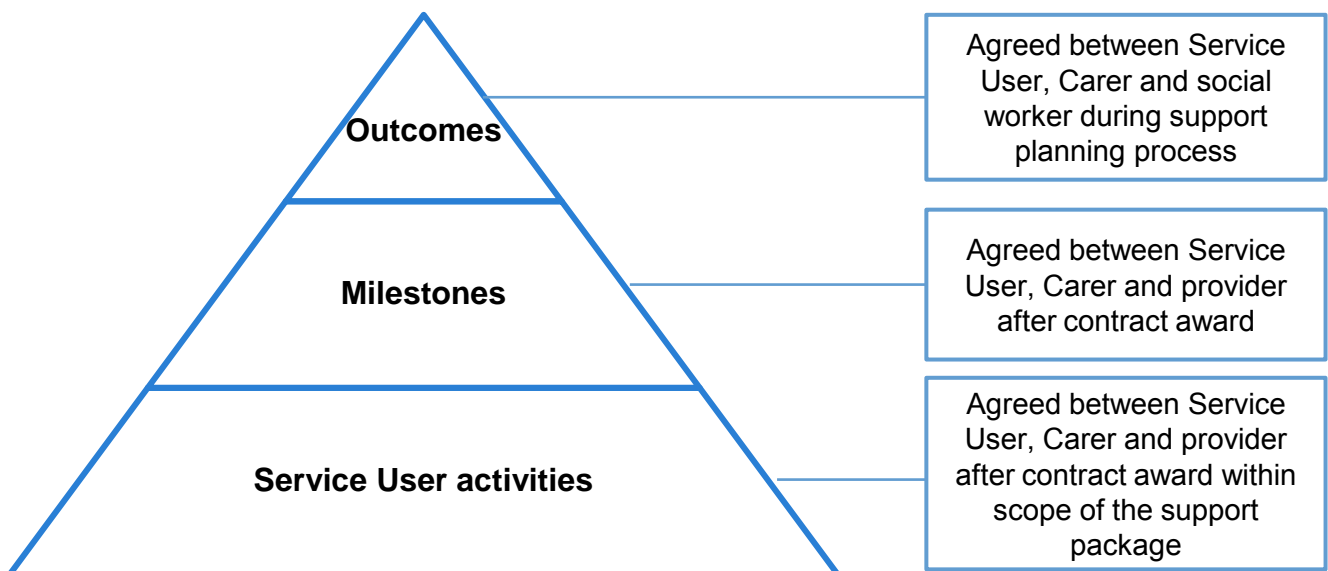 Outcomes
Agreed between Service
User, Carer and social
worker during support
planning process
Milestones
Agreed between Service
User, Carer and provider
after contract award
Service User activities
Agreed between Service
User, Carer and provider
after contract award within
scope of the support
package